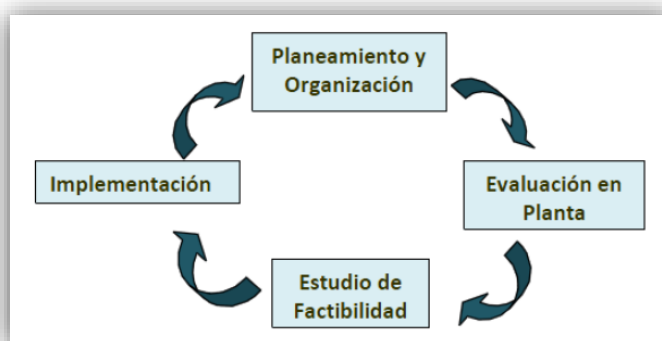 Planeamiento y
Organización
Evaluación en
Planta
Estudio de
Factibilidad
Implementación